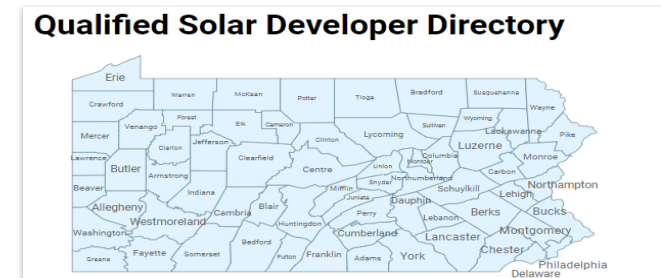 Qualified Solar Developer Directory
Erie
Warren
McKean
Potter
Tioga
Bradford
Susquehanna
Crawford
Wayne
Forest
Wyoming
Elk
Cameron
Sullivan
Lackawanna
Venango
Mercer
Clinton
Lycoming
Pike
Jefferson
Clarion
Luzerne
Lawrence
Clearfield
Columbia
Monroe
Montour
Centre
Union
Butler
Carbon
Armstrong
Snyder
Northumberland
Northampton
Beaver
Indiana
Mifflin
Schuylkill
Lehigh
Juniata
Dauphin
Allegheny
Blair
Cambria
Perry
Lebanon
Berks
Bucks
Westmoreland
Huntingdon
Washington
Cumberland
Lancaster
Montgomery
Bedford
Chester
Greene
Fayette
Somerset
Fulton
Franklin
Adams
York
Philadelphia
Delaware